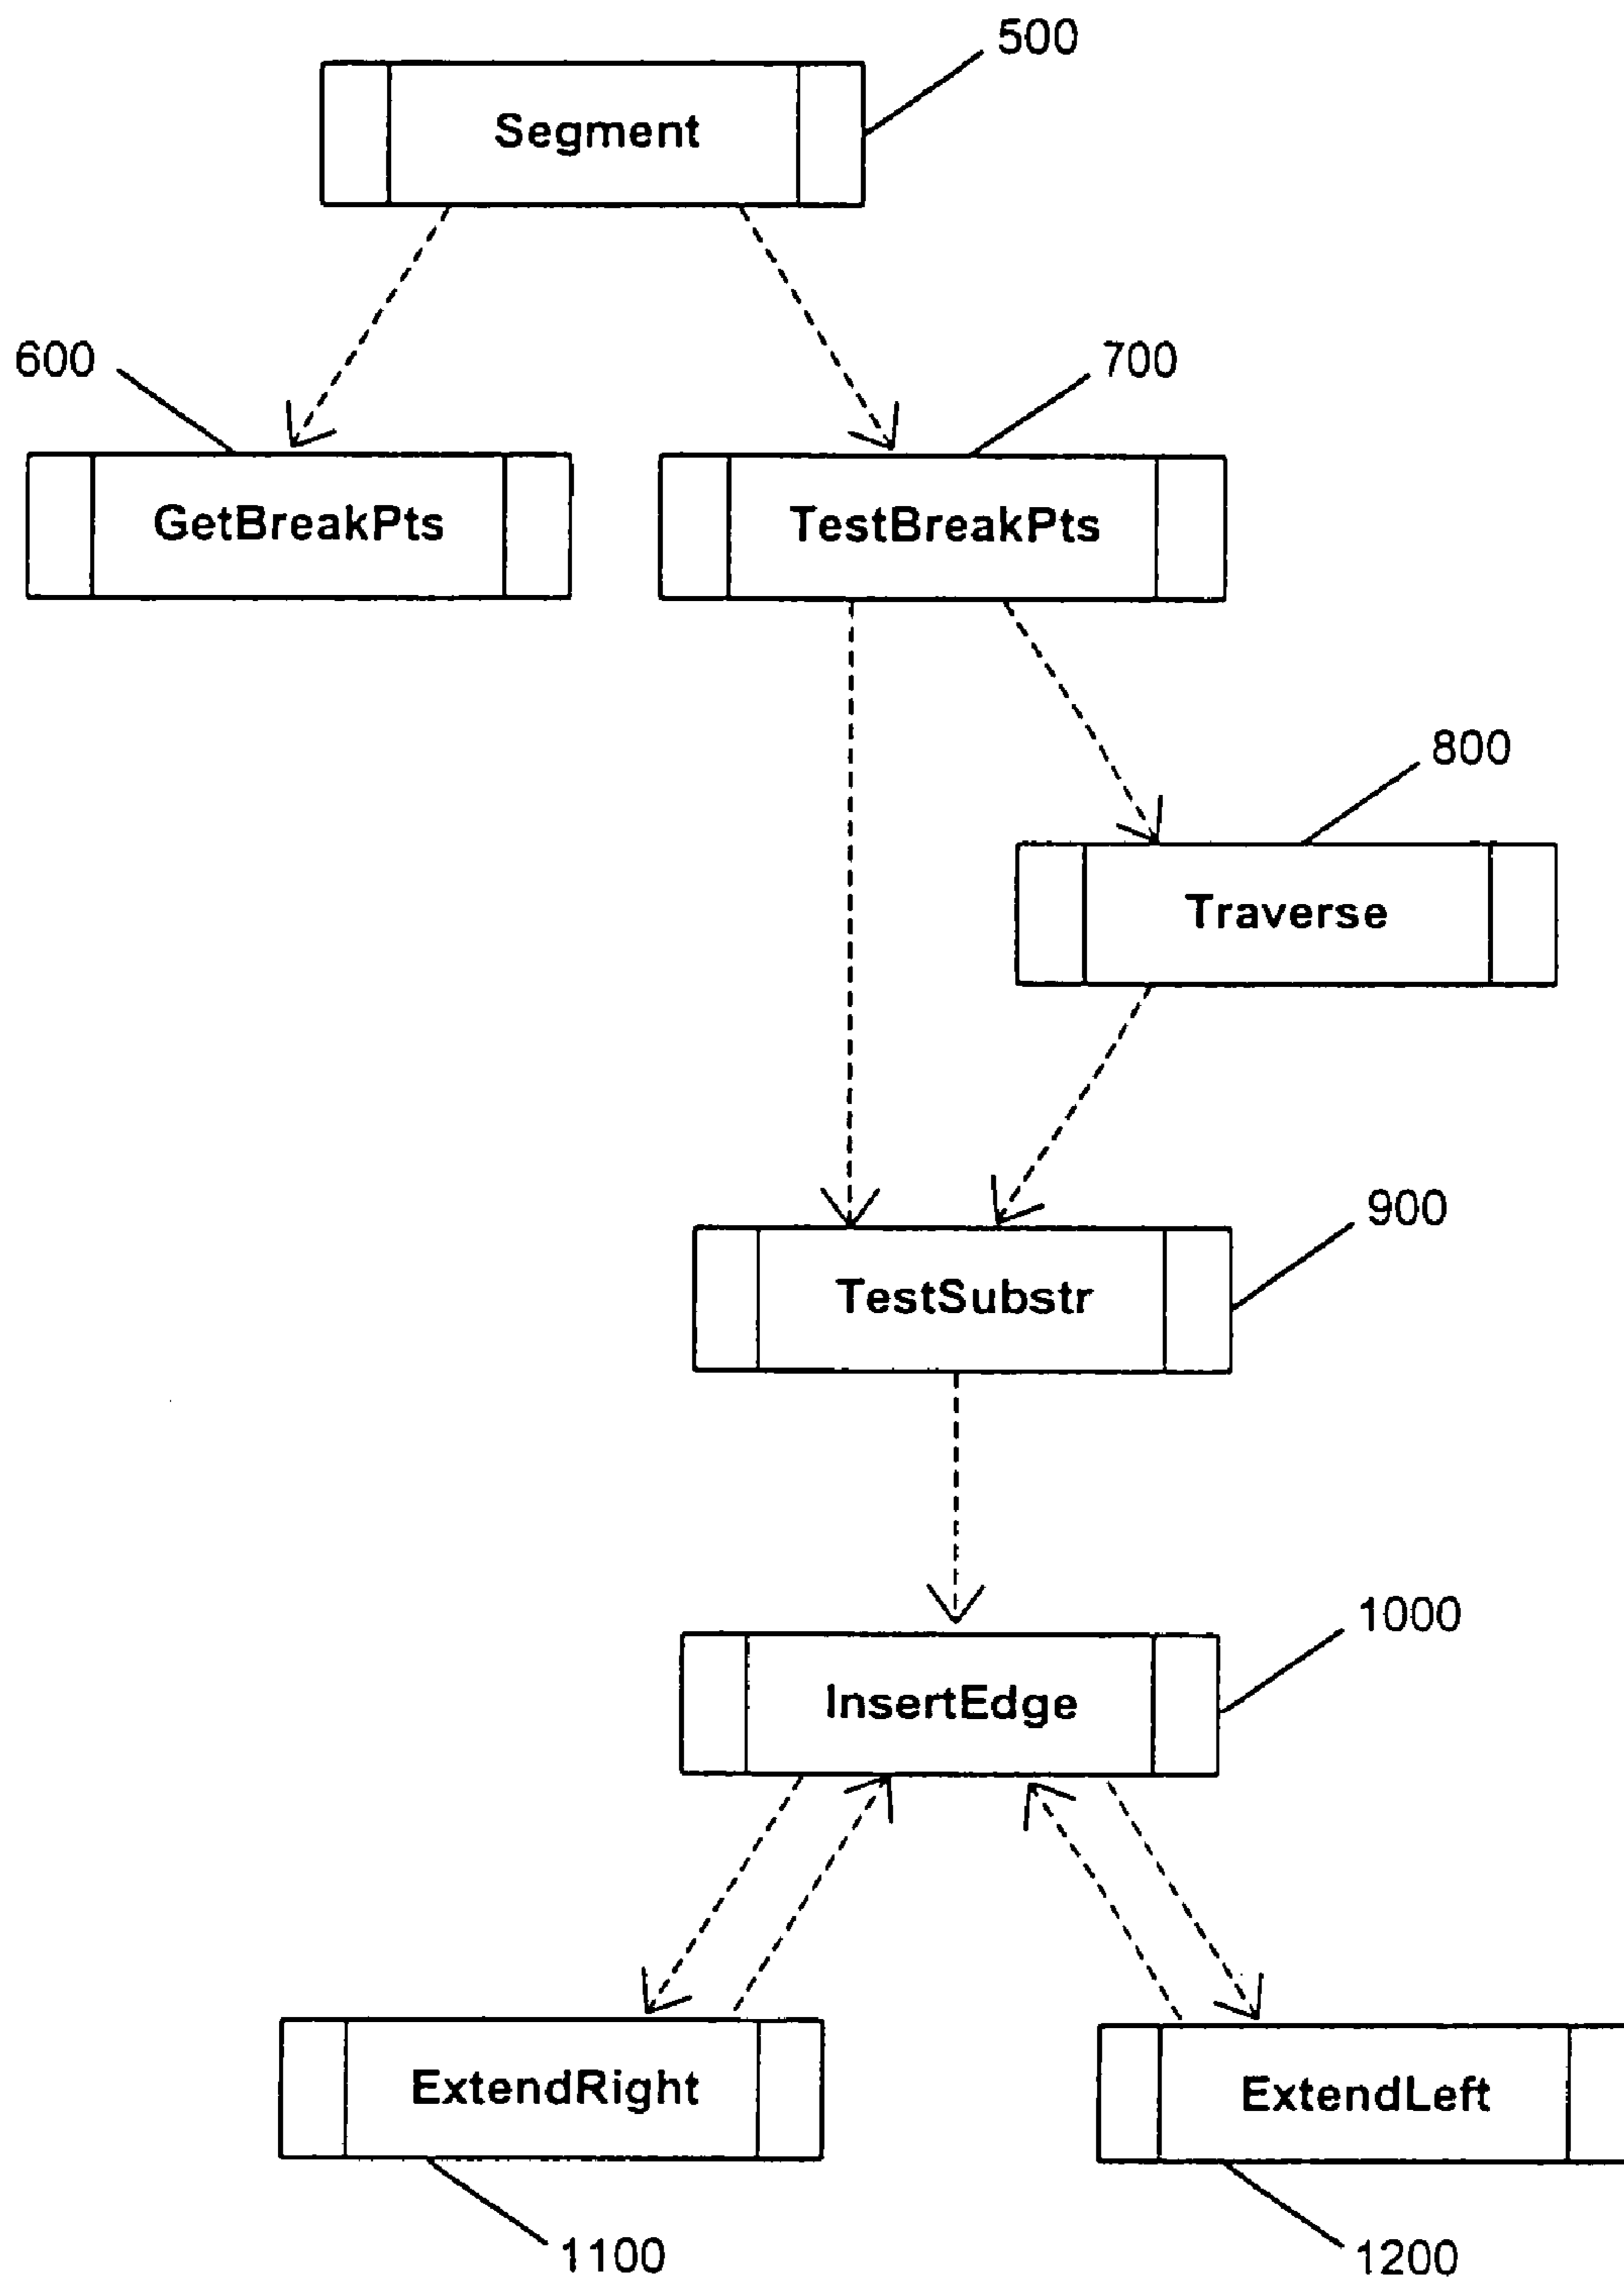 500
Segment
600
700
GetBreakPts
TestBreakPts
800
Traverse
900
TestSubstr
1000
InsertEdge
ExtendRight
ExtendLeft
1100
1200